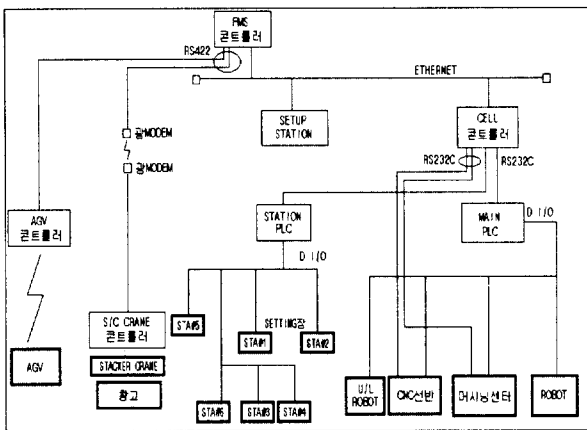 FMS
콘트롤러
RS422
ETHERNET
SETUP
STATION
CELL
콘트롤러
광MODEM
광MODEM
RS232C
RS232C
AGV
콘트롤러
STATION
PLC
MAIN
PLC
D I/O
D I/O
S/C CRANE
콘트롤러
STA#5
SETTING장
STA#1
STA#2
AGV
STACKER CRANE
창고
STA#6
STA#3
STA#4
U/L
ROBOT
CNC선반
머시닝센타
ROBOT